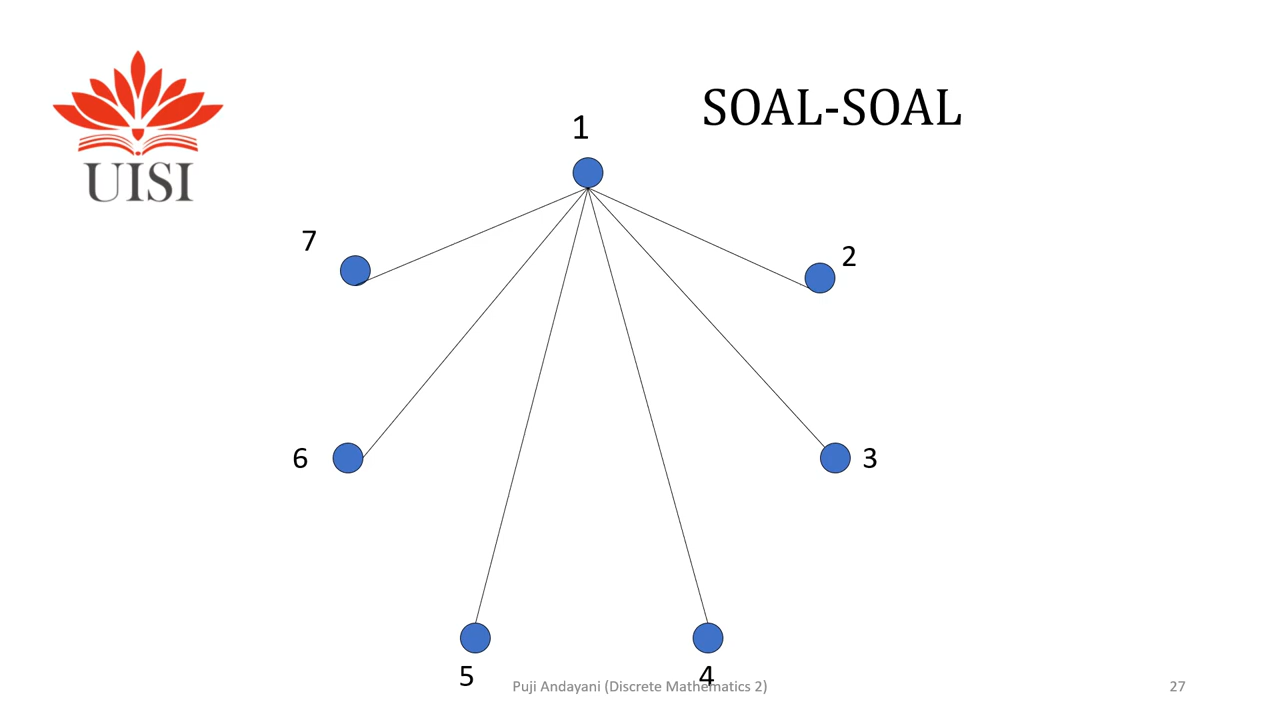 UISI
SOAL-SOAL
1
7
2
6
3
5
4
Puji Andayani (Discrete Mathematics 2)
27